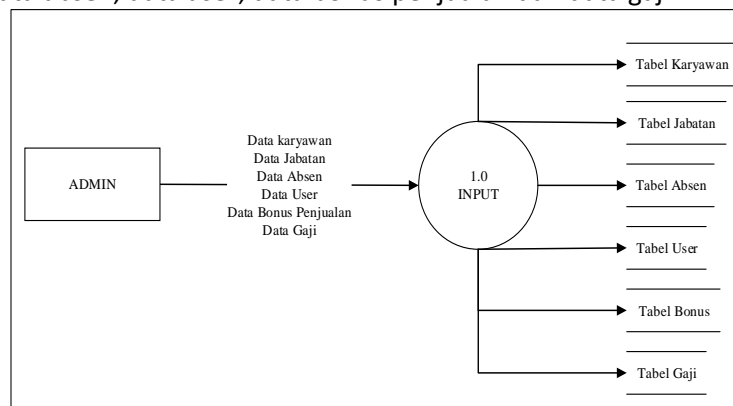 ADMIN
Data karyawan
Data Jabatan
Data Absen
Data User
Data Bonus Penjualan
Data Gaji
1.0
INPUT
Tabel Karyawan
Tabel Jabatan
Tabel Absen
Tabel User
Tabel Bonus
Tabel Gaji